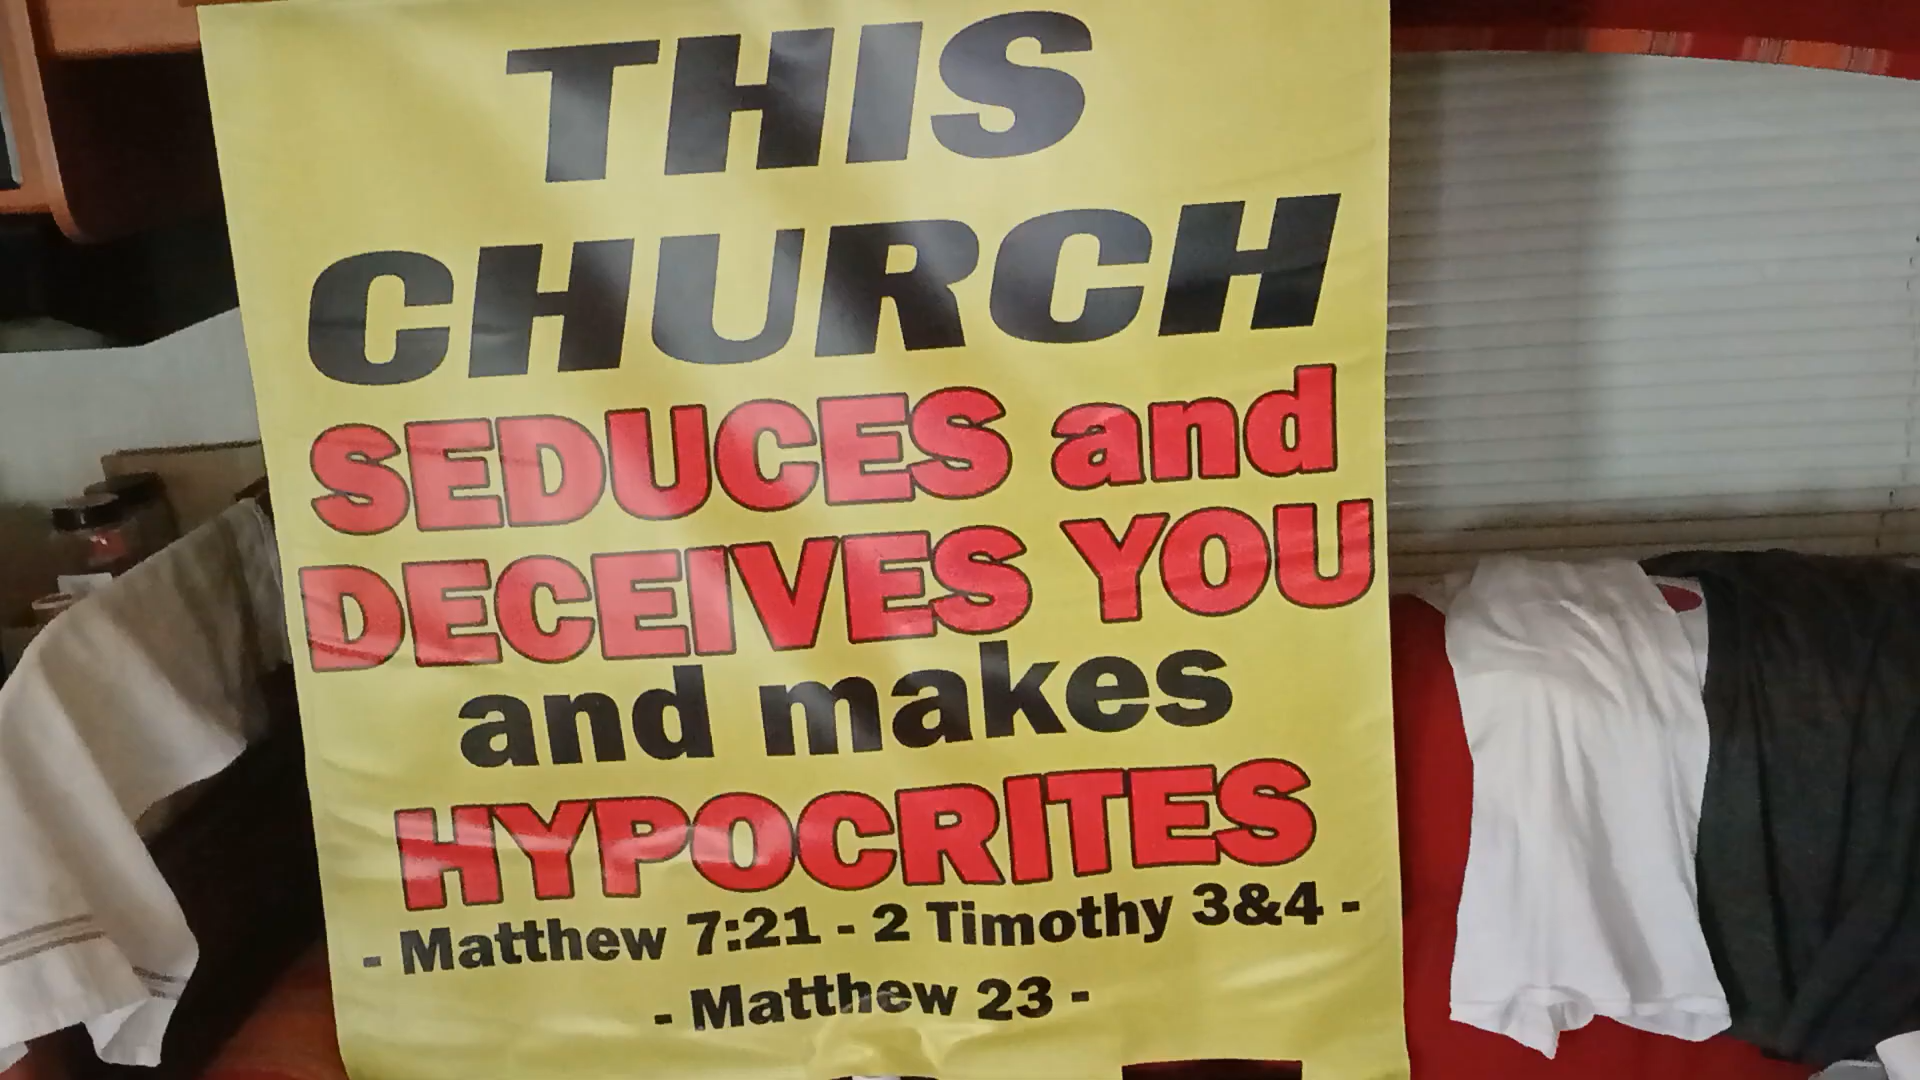 THIS
CHURCH
SEDUCES and
DECEIVES YOU
and makes
HYPOCRITES
- Matthew 7:21 - 2 Timothy 3&4 -
- Matthew 23 -